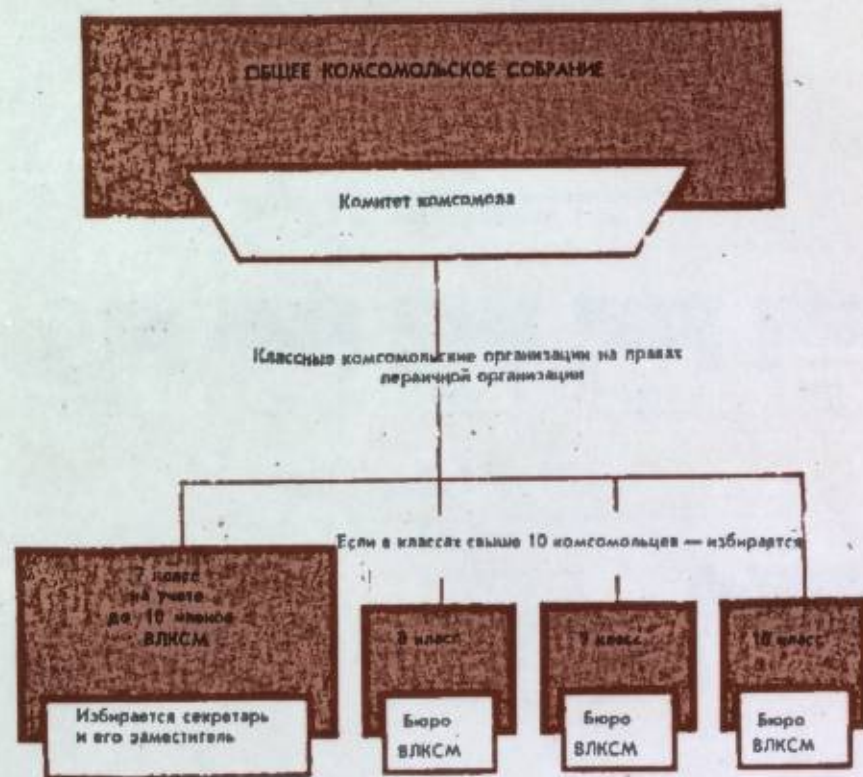 ОБЩЕЕ КОМСОМОЛЬСКОЕ СОБРАНИЕ
Комитет комсомола
Классные комсомольские организации на правах
первичной организации
Если в классах свыше 10 комсомольцев — избирается
7 класс
на учете
до 10 членов
ВЛКСМ
8 класс
9 класс
10 класс
Избирается секретарь
и его заместитель
Бюро
ВЛКСМ
Бюро
ВЛКСМ
Бюро
ВЛКСМ